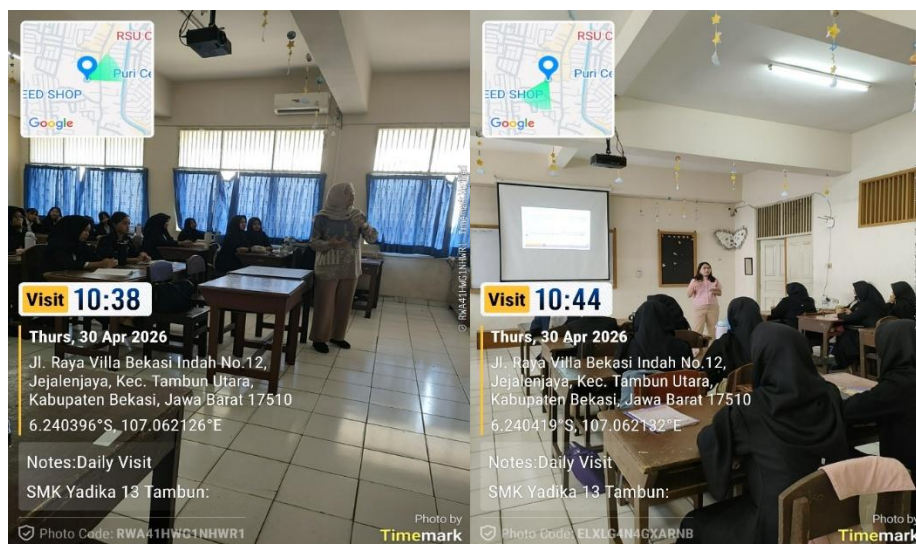 RSU C
Puri Ce
EED SHOP
Google
Visit 10:38
Thurs, 30 Apr 2026
Jl. Raya Villa Bekasi Indah No.12,
Jejalenjaya, Kec. Tambun Utara,
Kabupaten Bekasi, Jawa Barat 17510
6.240396°S, 107.062126°E
Notes:Daily Visit
SMK Yadika 13 Tambun:
Photo Code: RWA41HWG1NHWR1
Photo by
Timemark
RSU C
Puri Ce
EED SHOP
Google
Visit 10:44
Thurs, 30 Apr 2026
Jl. Raya Villa Bekasi Indah No.12,
Jejalenjaya, Kec. Tambun Utara,
Kabupaten Bekasi, Jawa Barat 17510
6.240419°S, 107.062132°E
Notes:Daily Visit
SMK Yadika 13 Tambun:
Photo Code: ELXLG4N4GXARNB
Photo by
Timemark